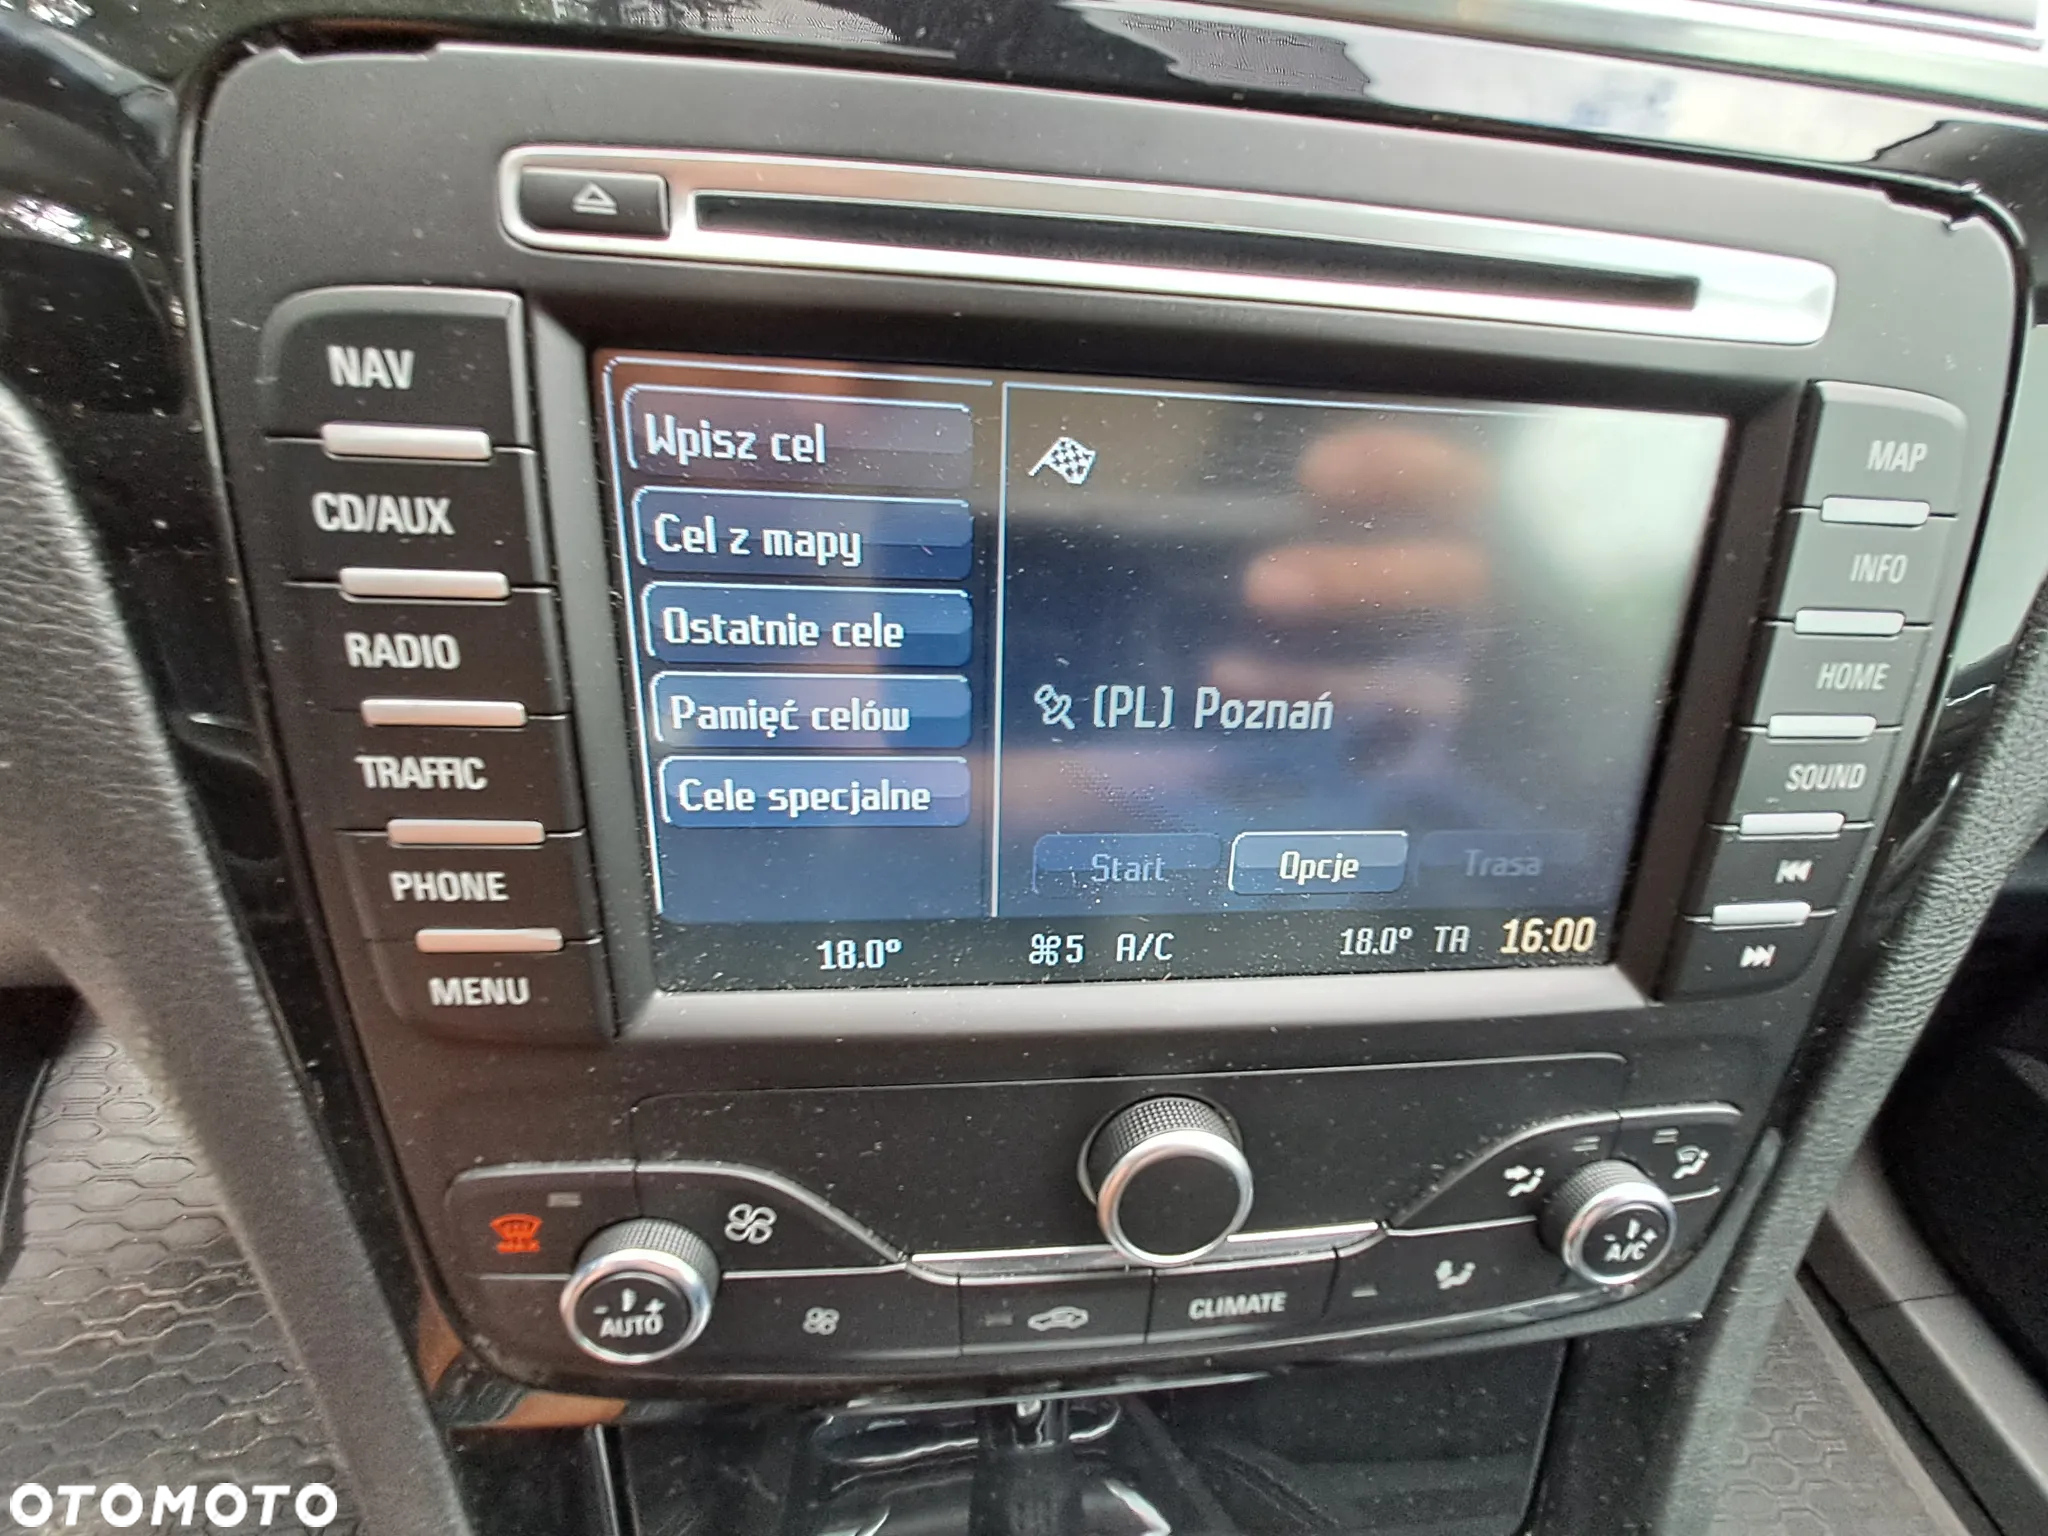 NAV
CD/AUX
RADIO
TRAFFIC
PHONE
MENU
Wpisz cel
Cel z mapy
Ostatnie cele
Pamięć celów
Cele specjalne
(PL) Poznań
Start Opcje Trasa
18.0° 5 A/C 18.0° TA 16:00
MAP
INFO
HOME
SOUND
- +
AUTO
CLIMATE
- +
A/C
OTOMOTO